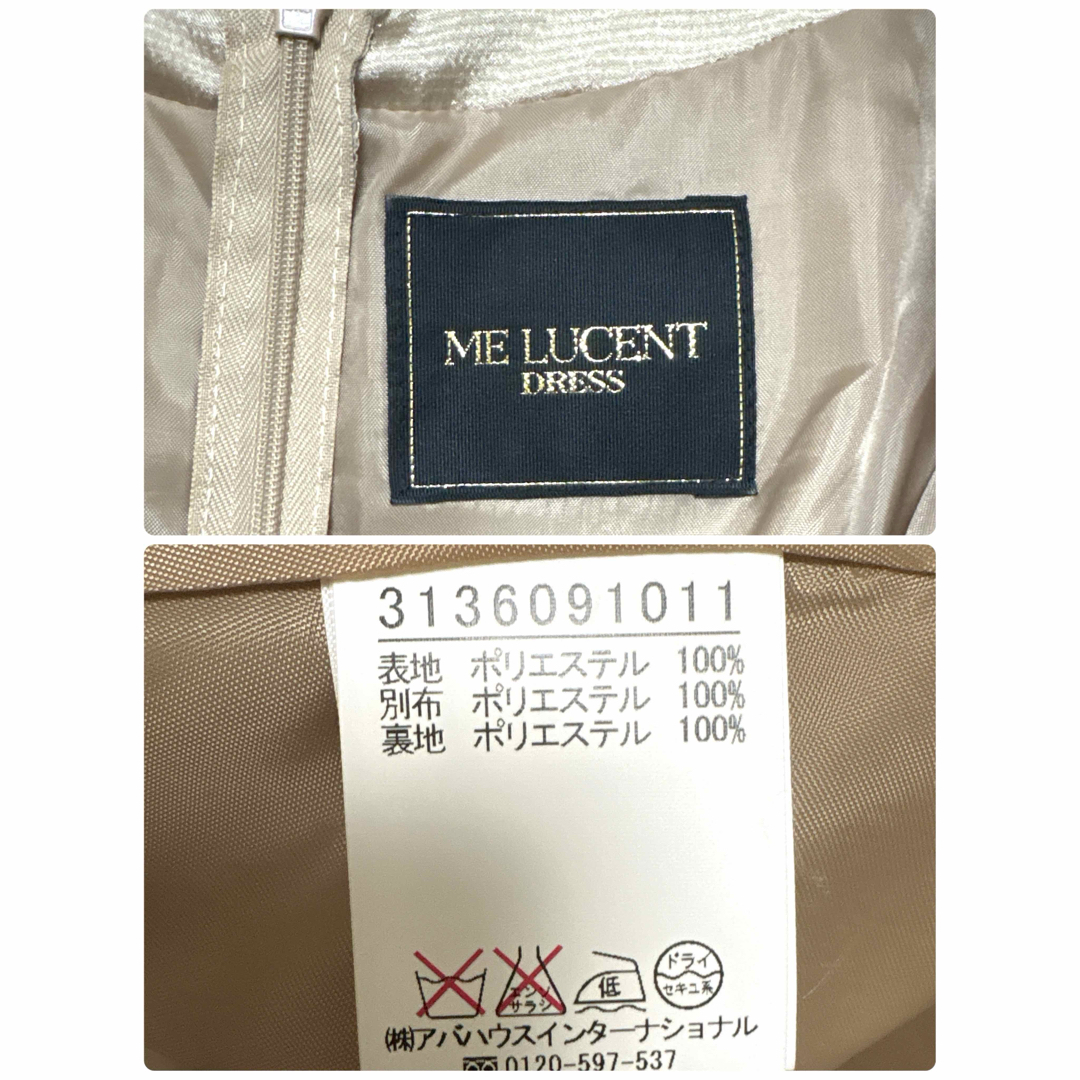 ME LUCENT
DRESS
3136091011
表地 ポリエステル 100%
別布 ポリエステル 100%
裏地 ポリエステル 100%
エンソ
サラシ
低
ドライ
セキユ系
㈱アバハウスインターナショナル
0120-597-537